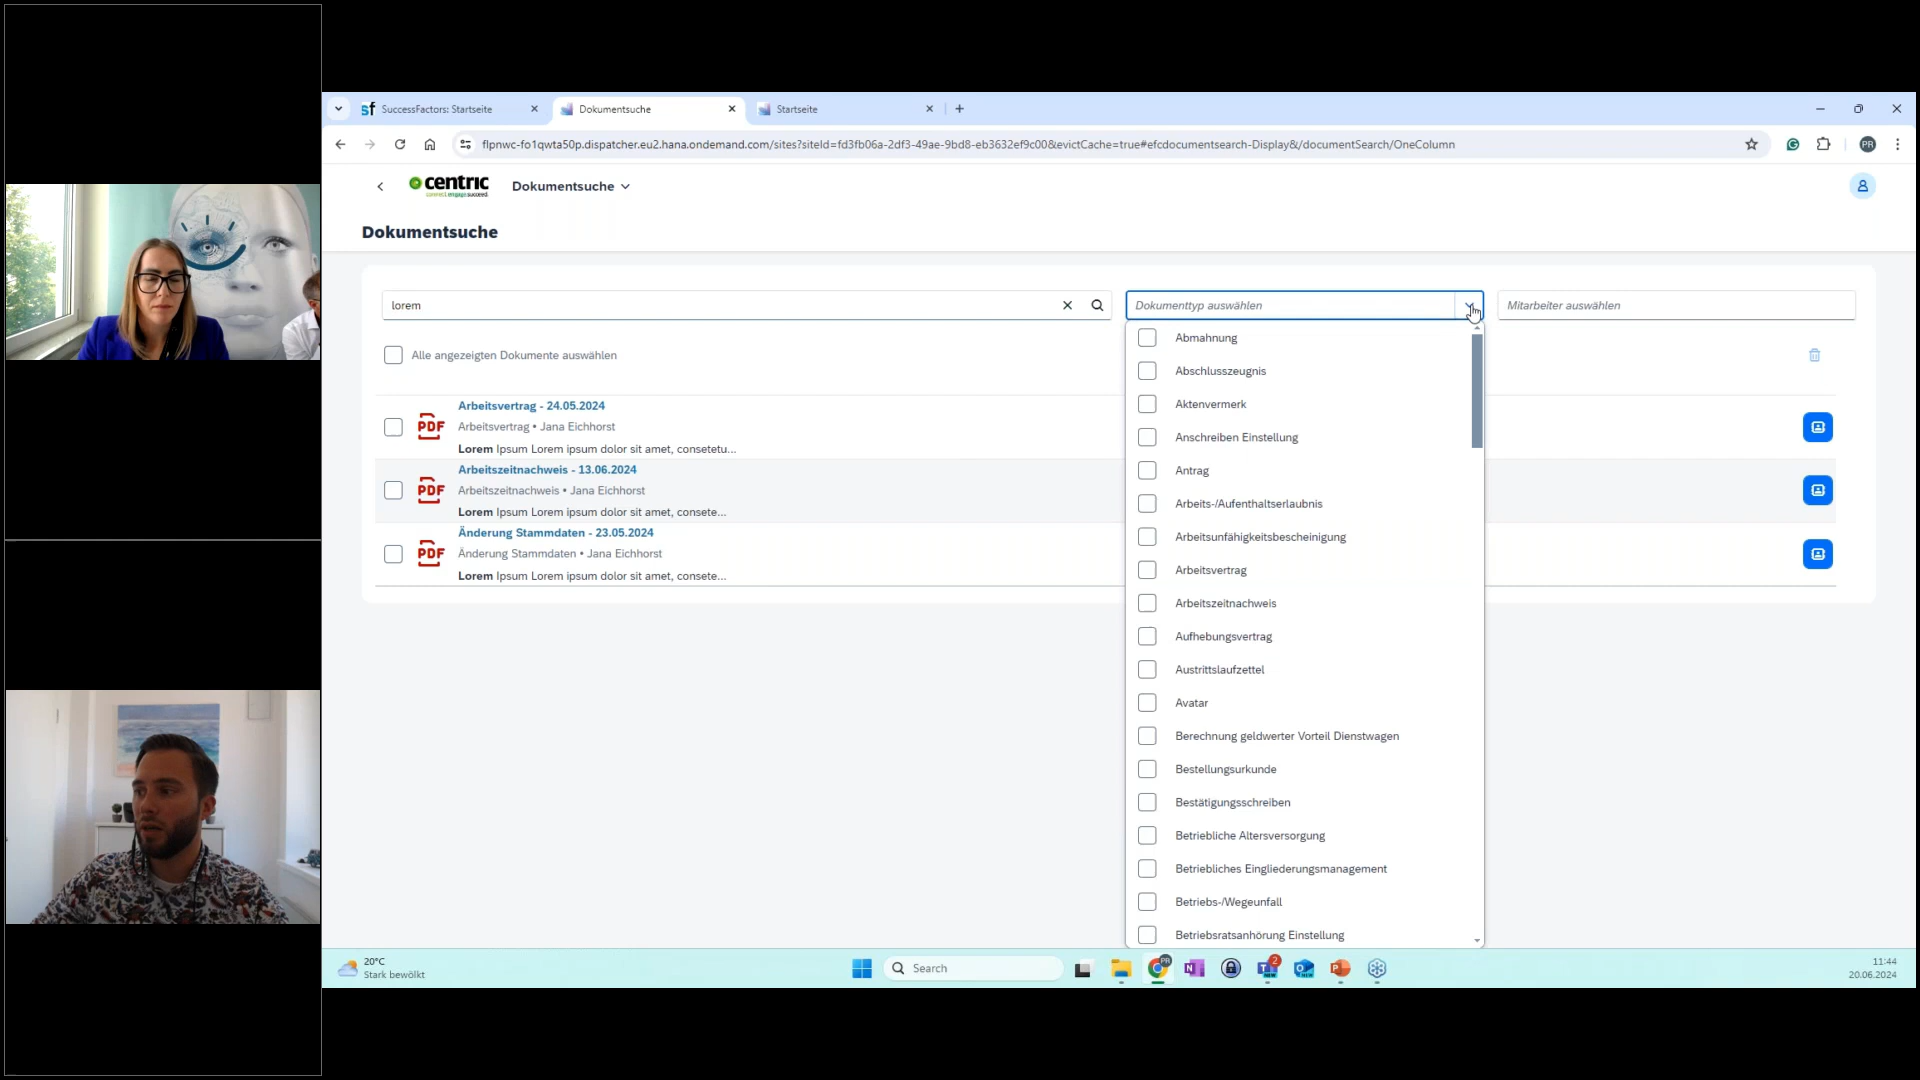 SuccessFactors: Startseite
Dokumentsuche
Startseite
flpnwc-fo1qwta50p.dispatcher.eu2.hana.ondemand.com/sites?siteId=fd3fb06a-2df3-49ae-9bd8-eb3632ef9c00&evictCache=true#efcdocumentsearch-Display&/documentSearch/OneColumn
PR
centric
connect.engage.succeed.
Dokumentsuche
Dokumentsuche
lorem
Dokumenttyp auswählen
Mitarbeiter auswählen
Alle angezeigten Dokumente auswählen
PDF
Arbeitsvertrag - 24.05.2024
Arbeitsvertrag • Jana Eichhorst
Lorem Ipsum Lorem ipsum dolor sit amet, consetetu...
PDF
Arbeitszeitnachweis - 13.06.2024
Arbeitszeitnachweis • Jana Eichhorst
Lorem Ipsum Lorem ipsum dolor sit amet, consete...
PDF
Änderung Stammdaten - 23.05.2024
Änderung Stammdaten • Jana Eichhorst
Lorem Ipsum Lorem ipsum dolor sit amet, consete...
Abmahnung
Abschlusszeugnis
Aktenvermerk
Anschreiben Einstellung
Antrag
Arbeits-/Aufenthaltserlaubnis
Arbeitsunfähigkeitsbescheinigung
Arbeitsvertrag
Arbeitszeitnachweis
Aufhebungsvertrag
Austrittslaufzettel
Avatar
Berechnung geldwerter Vorteil Dienstwagen
Bestellungsurkunde
Bestätigungsschreiben
Betriebliche Altersversorgung
Betriebliches Eingliederungsmanagement
Betriebs-/Wegeunfall
Betriebsratsanhörung Einstellung
20°C
Stark bewölkt
Search
PR
2
11:44
20.06.2024